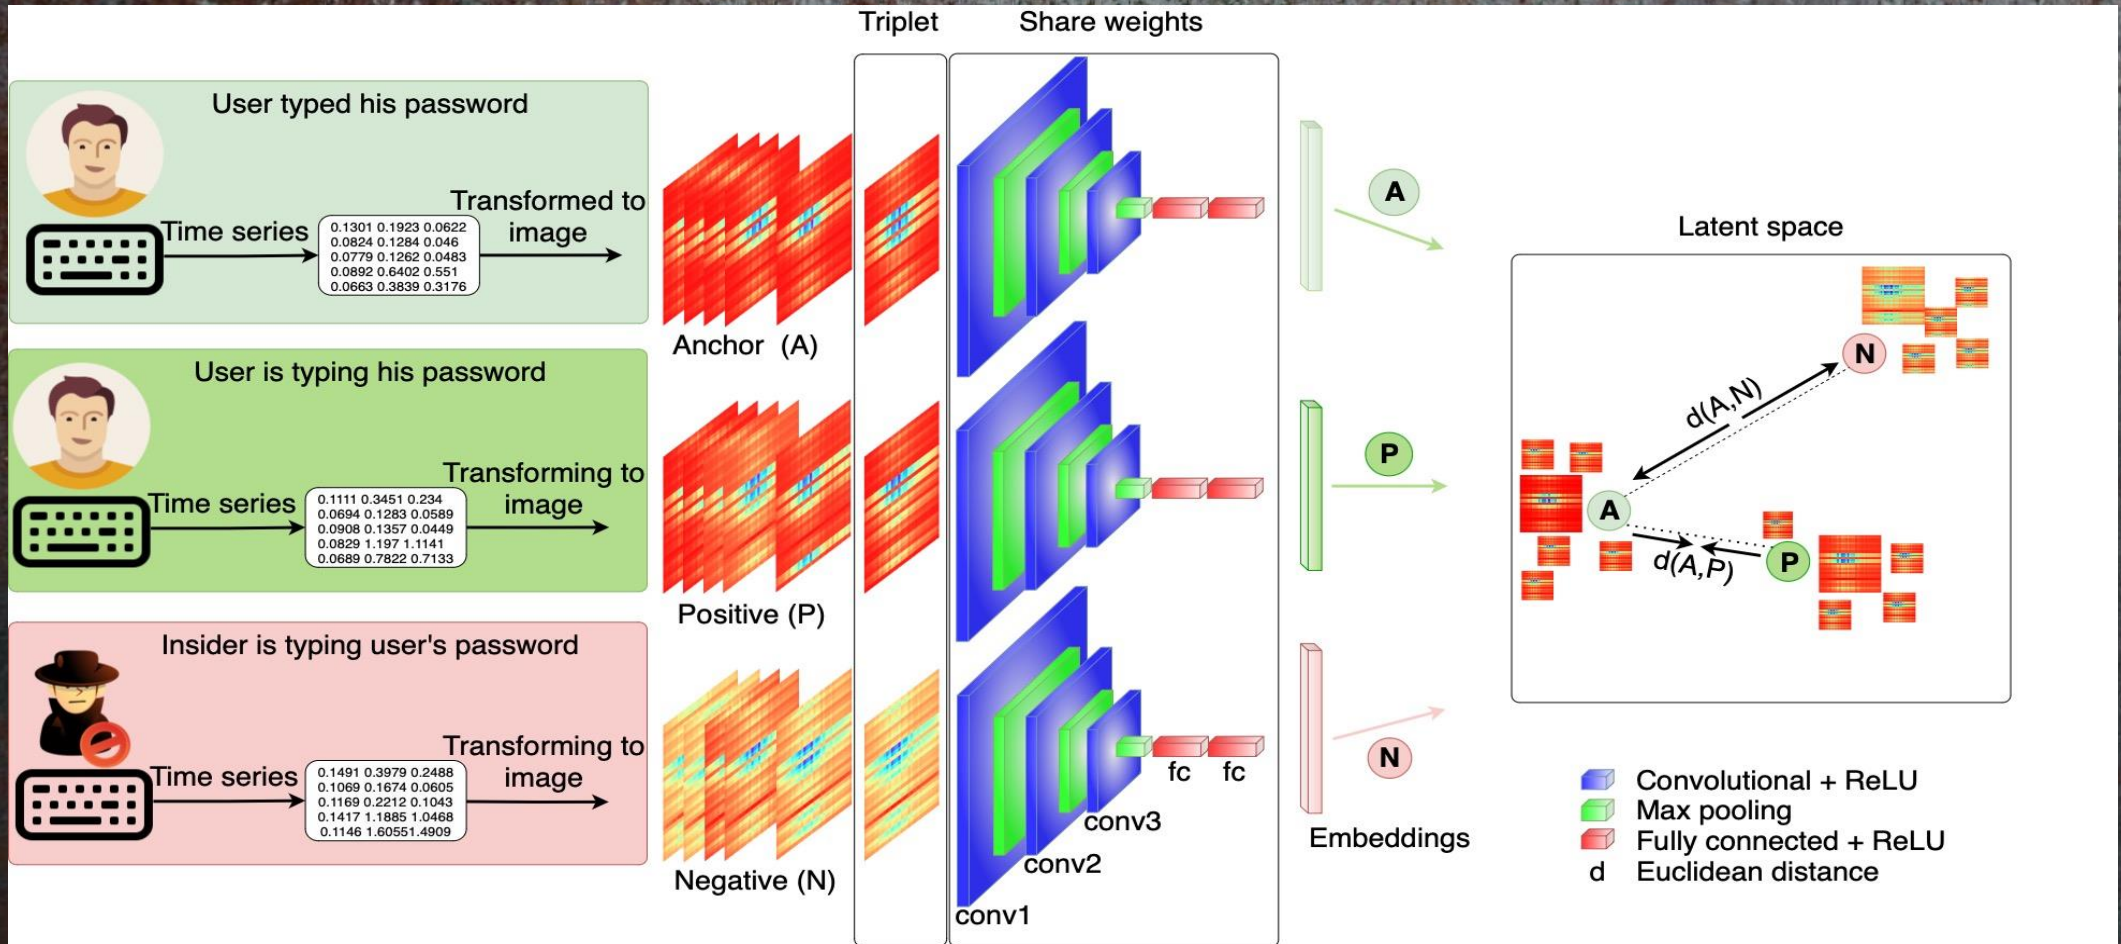 Triplet
Share weights
User typed his password
Time series
0.1301 0.1923 0.0622
0.0824 0.1284 0.046
0.0779 0.1262 0.0483
0.0892 0.6402 0.551
0.0663 0.3839 0.3176
Transformed to
image
Anchor (A)
User is typing his password
Time series
0.1111 0.3451 0.234
0.0694 0.1283 0.0589
0.0908 0.1357 0.0449
0.0829 1.197 1.1141
0.0689 0.7822 0.7133
Transforming to
image
Positive (P)
Insider is typing user's password
Time series
0.1491 0.3979 0.2488
0.1069 0.1674 0.0605
0.1169 0.2212 0.1043
0.1417 1.1885 1.0468
0.1146 1.60551.4909
Transforming to
image
Negative (N)
conv1
conv2
conv3
fc
fc
A
P
N
Embeddings
Latent space
N
d(A,N)
A
d(A,P)
P
Convolutional + ReLU
Max pooling
Fully connected + ReLU
d Euclidean distance